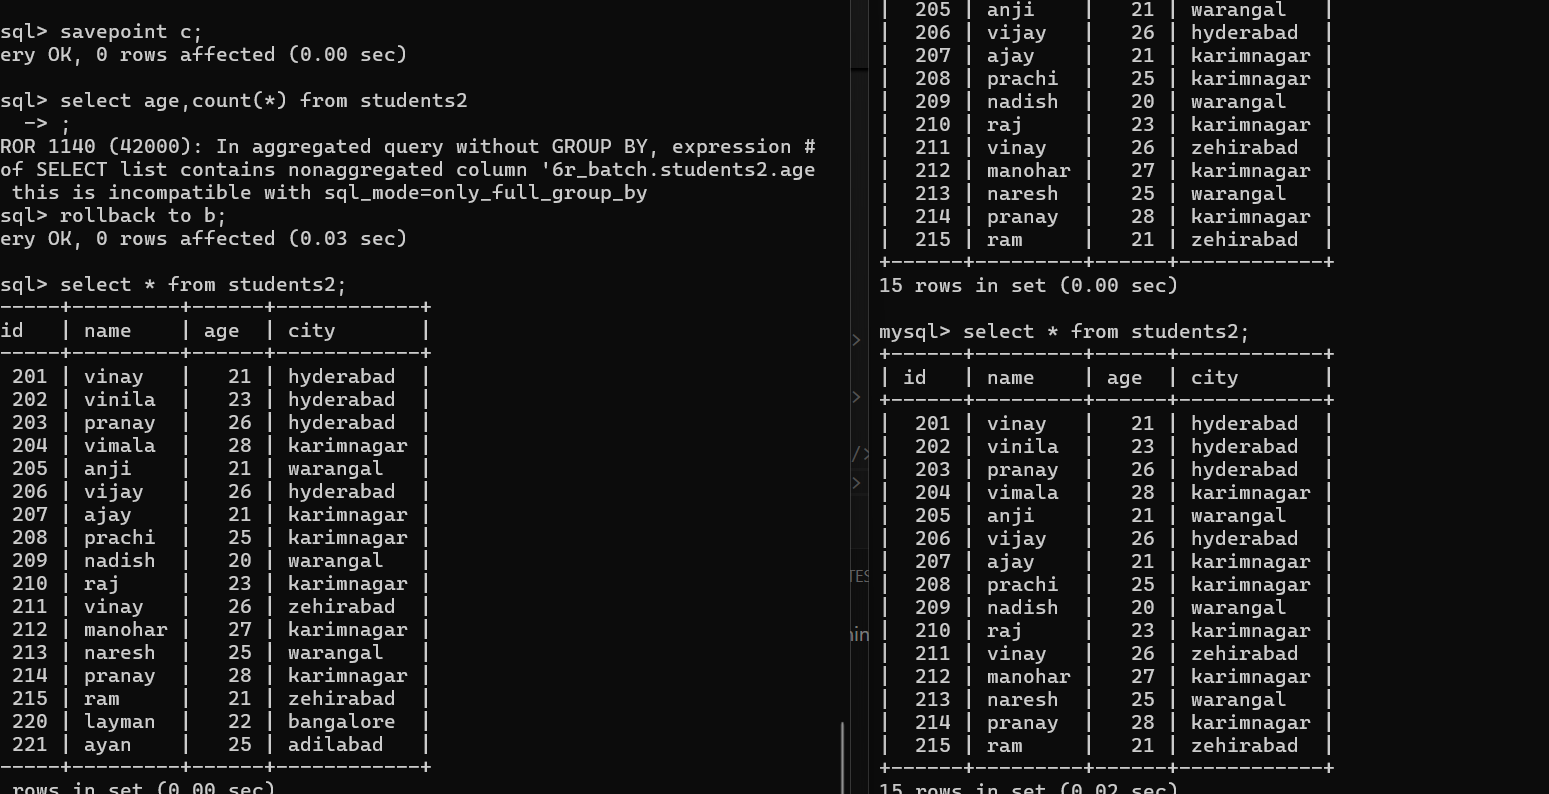 sql> savepoint c;
ery OK, 0 rows affected (0.00 sec)
sql> select age,count(*) from students2
-> ;
ROR 1140 (42000): In aggregated query without GROUP BY, expression #
of SELECT list contains nonaggregated column '6r_batch.students2.age
this is incompatible with sql_mode=only_full_group_by
sql> rollback to b;
ery OK, 0 rows affected (0.03 sec)
sql> select * from students2;
-----+---------+------+------------+
id | name | age | city |
-----+---------+------+------------+
201 | vinay | 21 | hyderabad |
202 | vinila | 23 | hyderabad |
203 | pranay | 26 | hyderabad |
204 | vimala | 28 | karimnagar |
205 | anji | 21 | warangal |
206 | vijay | 26 | hyderabad |
207 | ajay | 21 | karimnagar |
208 | prachi | 25 | karimnagar |
209 | nadish | 20 | warangal |
210 | raj | 23 | karimnagar |
211 | vinay | 26 | zehirabad |
212 | manohar | 27 | karimnagar |
213 | naresh | 25 | warangal |
214 | pranay | 28 | karimnagar |
215 | ram | 21 | zehirabad |
220 | layman | 22 | bangalore |
221 | ayan | 25 | adilabad |
-----+---------+------+------------+
rows in set (0.00 sec)
>
>
/>
>
TES
nin
| 205 | anji | 21 | warangal |
| 206 | vijay | 26 | hyderabad |
| 207 | ajay | 21 | karimnagar |
| 208 | prachi | 25 | karimnagar |
| 209 | nadish | 20 | warangal |
| 210 | raj | 23 | karimnagar |
| 211 | vinay | 26 | zehirabad |
| 212 | manohar | 27 | karimnagar |
| 213 | naresh | 25 | warangal |
| 214 | pranay | 28 | karimnagar |
| 215 | ram | 21 | zehirabad |
+------+---------+------+------------+
15 rows in set (0.00 sec)
mysql> select * from students2;
+------+---------+------+------------+
| id | name | age | city |
+------+---------+------+------------+
| 201 | vinay | 21 | hyderabad |
| 202 | vinila | 23 | hyderabad |
| 203 | pranay | 26 | hyderabad |
| 204 | vimala | 28 | karimnagar |
| 205 | anji | 21 | warangal |
| 206 | vijay | 26 | hyderabad |
| 207 | ajay | 21 | karimnagar |
| 208 | prachi | 25 | karimnagar |
| 209 | nadish | 20 | warangal |
| 210 | raj | 23 | karimnagar |
| 211 | vinay | 26 | zehirabad |
| 212 | manohar | 27 | karimnagar |
| 213 | naresh | 25 | warangal |
| 214 | pranay | 28 | karimnagar |
| 215 | ram | 21 | zehirabad |
+------+---------+------+------------+
15 rows in set (0.02 sec)